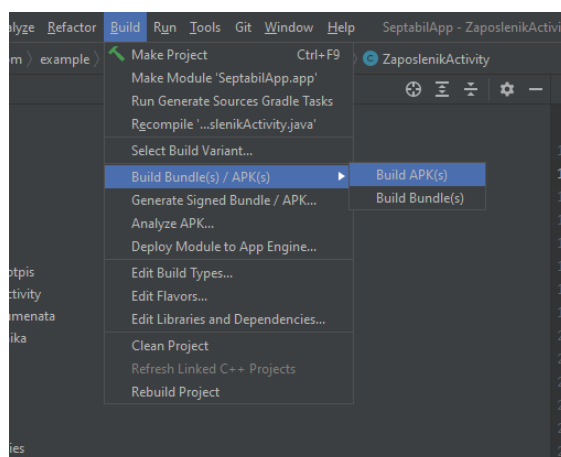 alyze Refactor Build Run Tools Git Window Help SeptabilApp - ZaposlenikActivi
om example ZaposlenikActivity
Make Project Ctrl+F9
Make Module 'SeptabilApp.app'
Run Generate Sources Gradle Tasks
Recompile '...slenikActivity.java'
Select Build Variant...
Build Bundle(s) / APK(s) Build APK(s)
Generate Signed Bundle / APK... Build Bundle(s)
Analyze APK...
Deploy Module to App Engine...
otpis Edit Build Types...
ctivity Edit Flavors...
umenata Edit Libraries and Dependencies...
ika Clean Project
Refresh Linked C++ Projects
Rebuild Project
ies